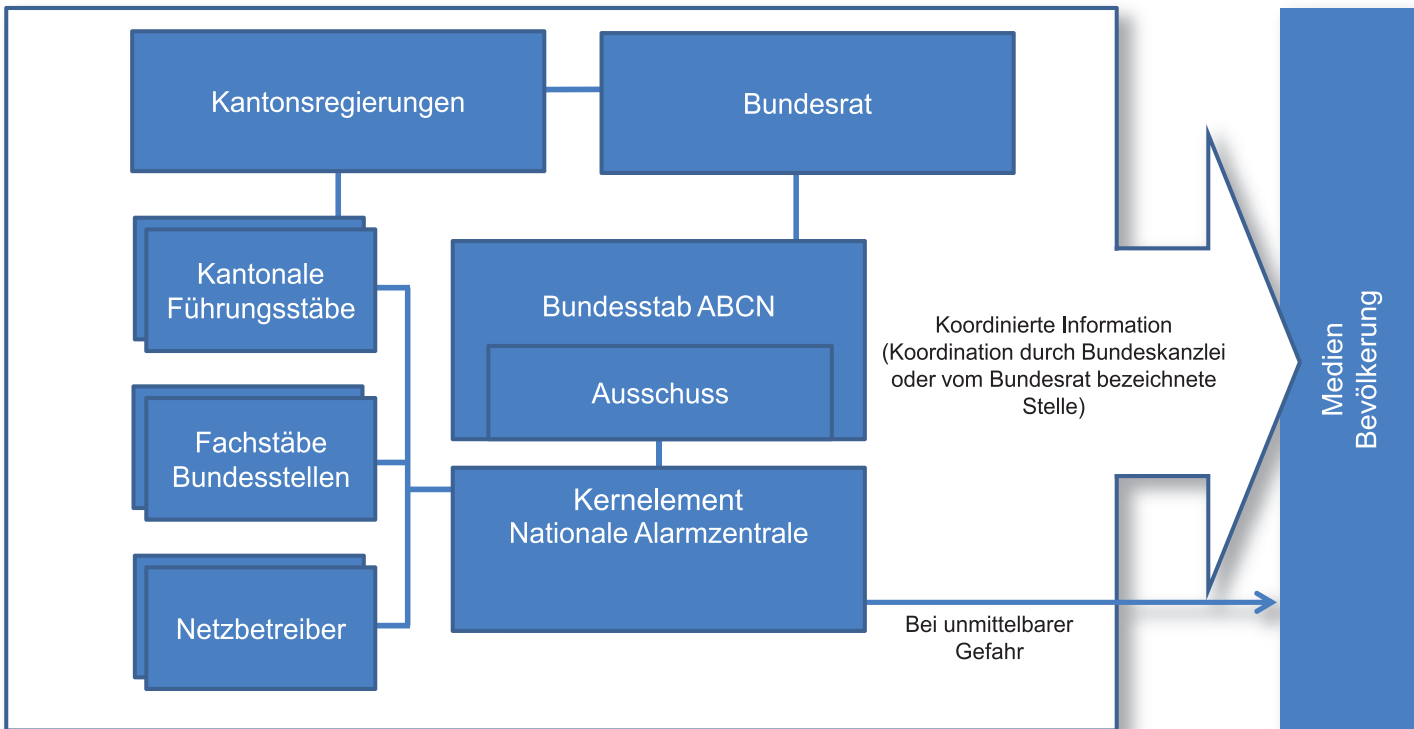 Kantonsregierungen
Bundesrat
Kantonale
Führungsstäbe
Bundesstab ABCN
Ausschuss
Fachstäbe
Bundesstellen
Kernelement
Nationale Alarmzentrale
Netzbetreiber
Koordinierte Information
(Koordination durch Bundeskanzlei
oder vom Bundesrat bezeichnete
Stelle)
Bei unmittelbarer
Gefahr
Medien
Bevölkerung